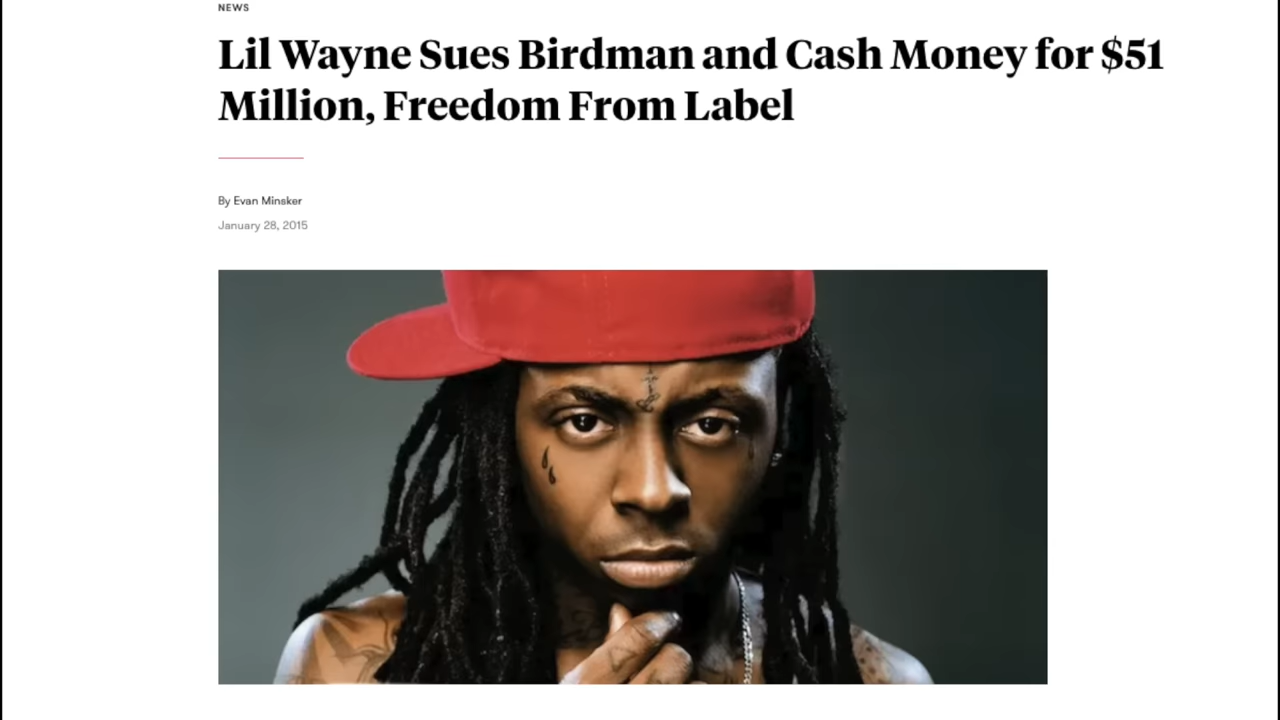 NEWS
Lil Wayne Sues Birdman and Cash Money for $51
Million, Freedom From Label
By Evan Minsker
January 28, 2015